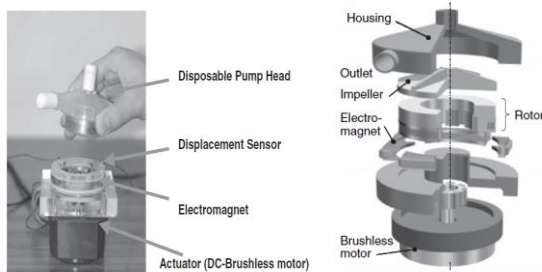 Disposable Pump Head
Displacement Sensor
Electromagnet
Actuator (DC-Brushless motor)
Housing
Outlet
Impeller
Electro-
magnet
Rotor
Brushless
motor